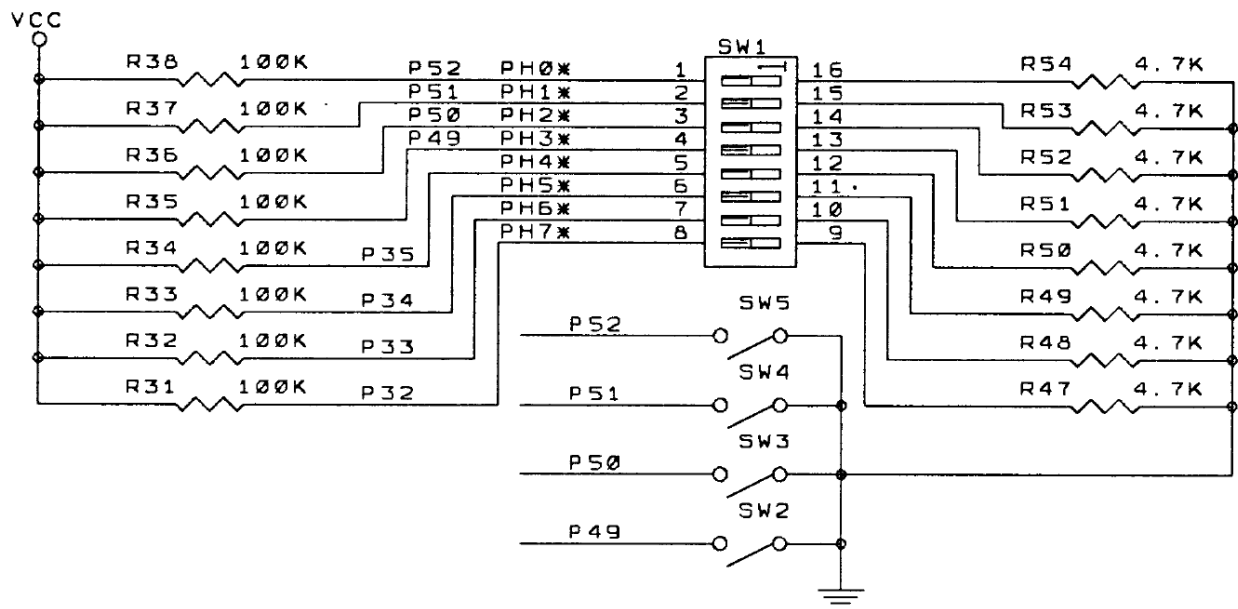 VCC
SW1
R38 100K P52 PH0* 1 16 R54 4.7K
R37 100K P51 PH1* 2 15 R53 4.7K
R36 100K P50 PH2* 3 14 R52 4.7K
R35 100K P49 PH3* 4 13 R51 4.7K
PH4* 5 12
R34 100K P35 PH5* 6 11 R50 4.7K
R33 100K P34 PH6* 7 10 R49 4.7K
R32 100K P33 PH7* 8 9 R48 4.7K
R31 100K P32 R47 4.7K
SW5
P52
SW4
P51
SW3
P50
SW2
P49